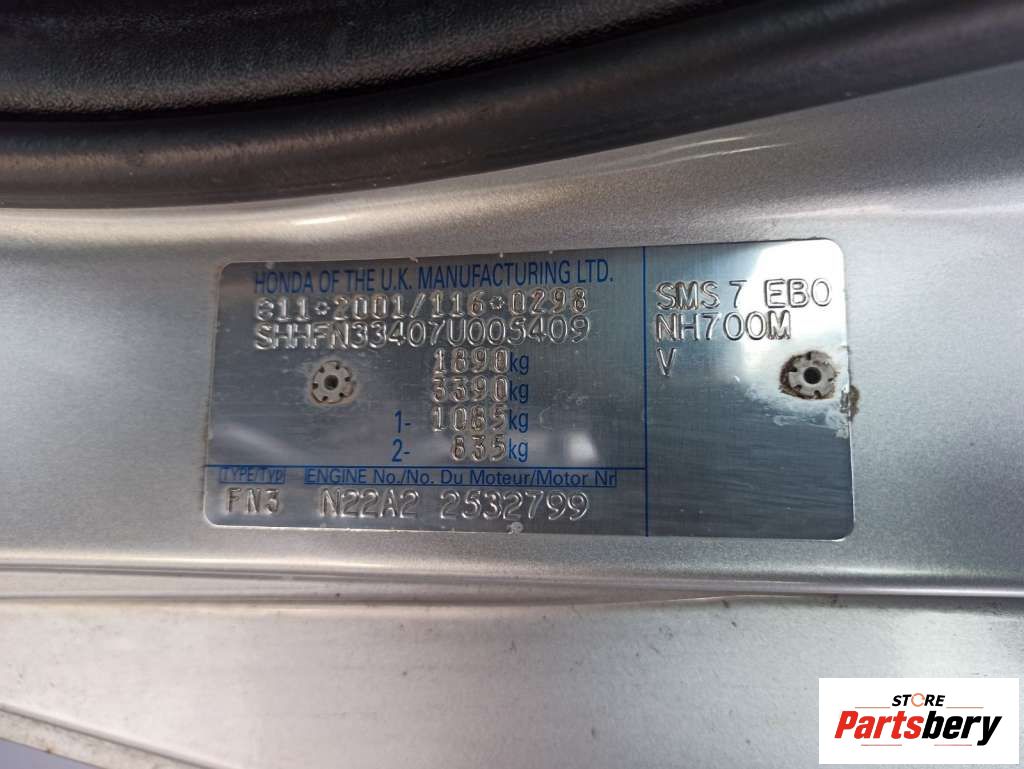 HONDA OF THE U.K. MANUFACTURING LTD.
e11*2001/116*0298
SHHFN33407U005409
1890kg
3390kg
1- 1065kg
2- 835kg
TYPE/TYP ENGINE No./No. Du Moteur/Motor Nr
FN3 N22A2 2532799
SMS 7 EB0
NH700M
V
STORE
Partsbery